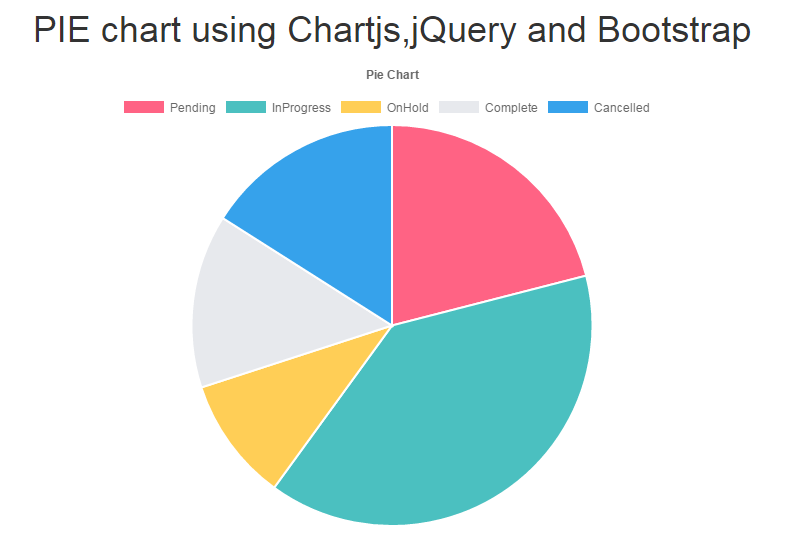 PIE chart using Chartjs,jQuery and Bootstrap
Pie Chart
Pending InProgress OnHold Complete Cancelled